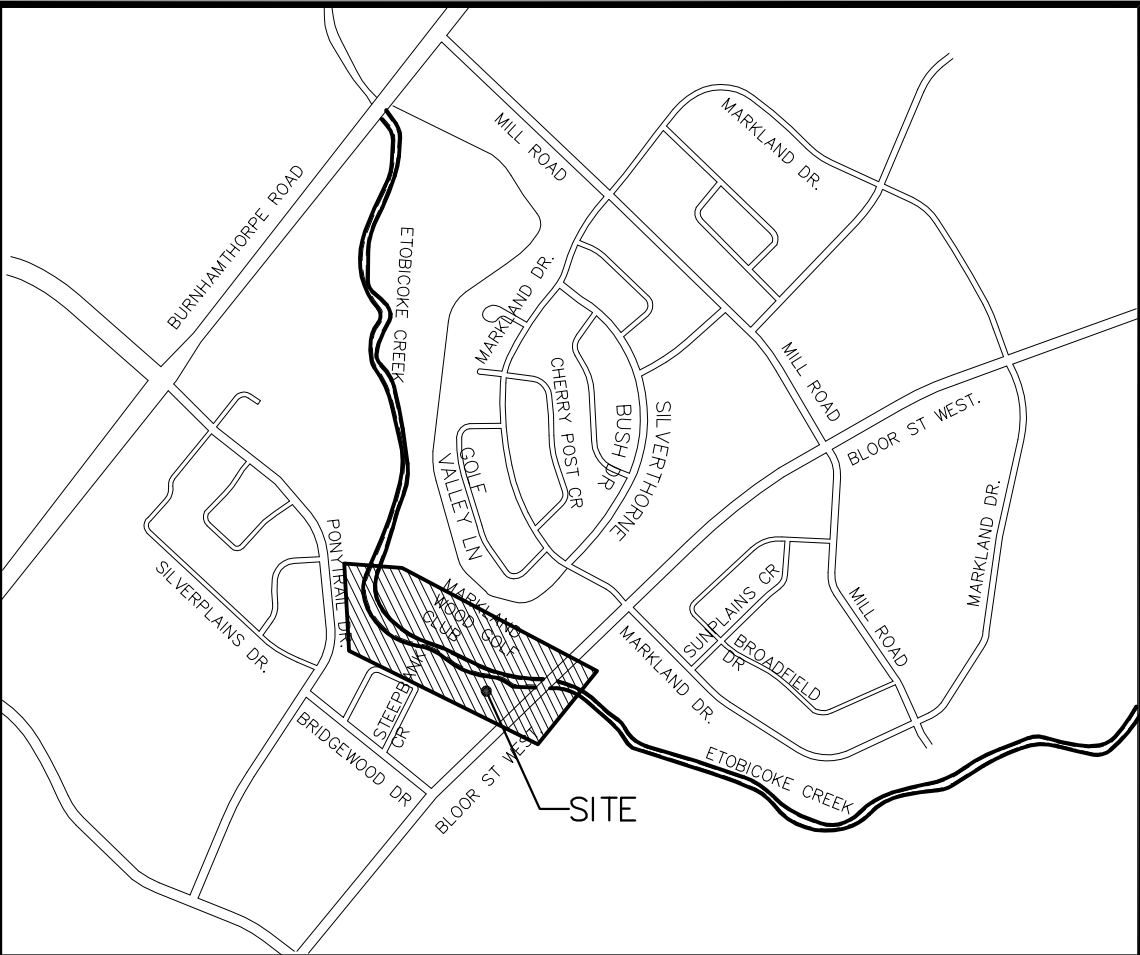 MARKLAND DR.
MILL ROAD
BURNHAMTHORPE ROAD
ETOBICOKE CREEK
MARKLAND DR.
MILL ROAD
CHERRY POST CR
BUSH DR
SILVERTHORNE
BLOOR ST WEST.
GOLF
VALLEY LN
MARKLAND DR.
PONYTRAIL DR.
SILVERPLAINS DR.
MARKLAND
WOOD GOLF
CLUB
SUNPLAINS CR
MILL ROAD
BROADFIELD
DR
MARKLAND DR.
STEEPBANK
CR
BRIDGEWOOD DR
BLOOR ST WEST
ETOBICOKE CREEK
SITE